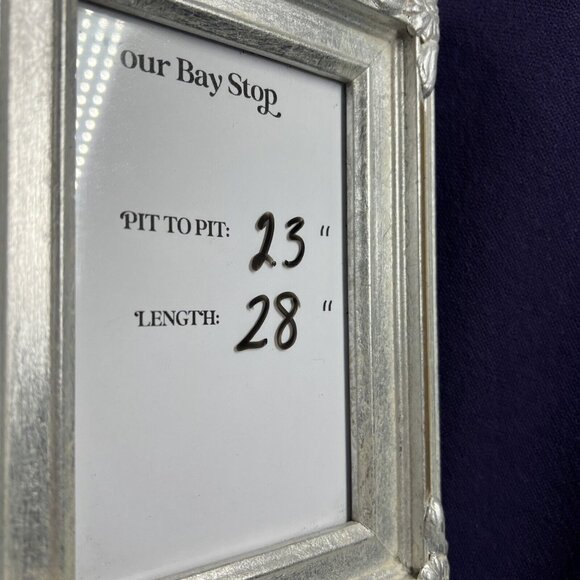 our Bay Stop
PIT TO PIT: 23 "
LENGTH: 28 "